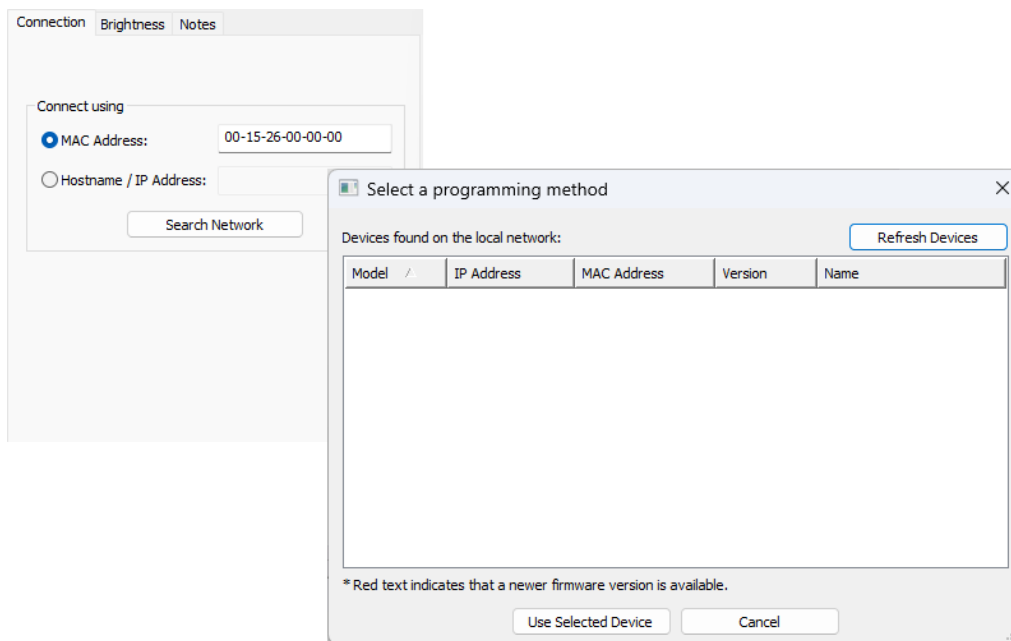 Connection Brightness Notes
Connect using
MAC Address: 00-15-26-00-00-00
Hostname / IP Address:
Search Network
Select a programming method
Devices found on the local network: Refresh Devices
Model IP Address MAC Address Version Name
* Red text indicates that a newer firmware version is available.
Use Selected Device Cancel